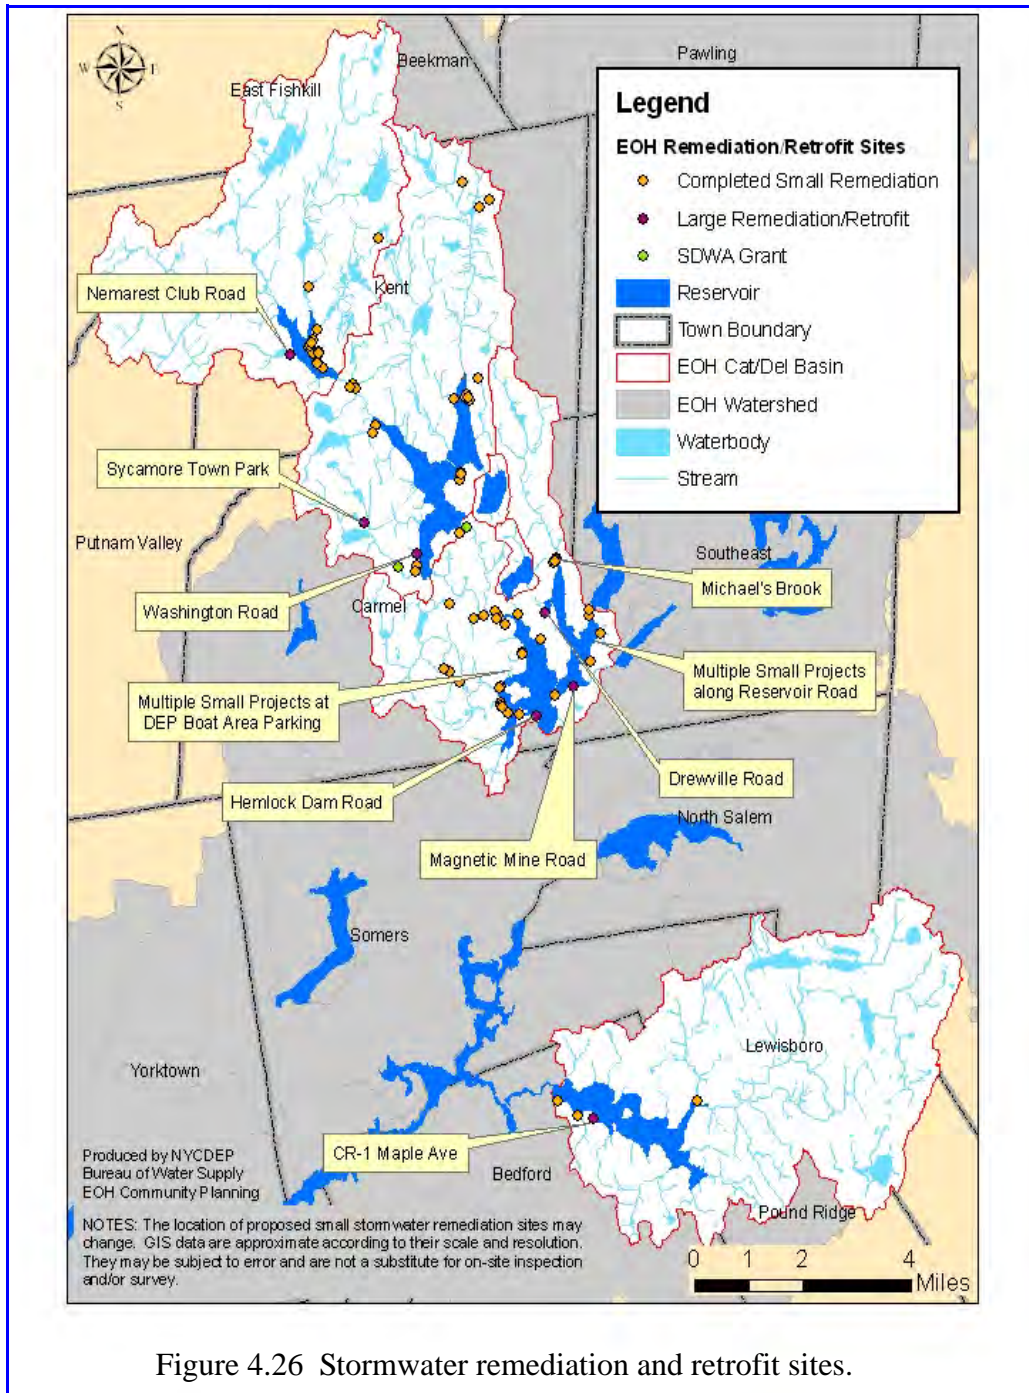 N
W
E
S
Beekman
Pawling
East Fishkill
Legend
EOH Remediation/Retrofit Sites
Completed Small Remediation
Large Remediation/Retrofit
SDWA Grant
Reservoir
Town Boundary
EOH Cat/Del Basin
EOH Watershed
Waterbody
Stream
Kent
Nemarest Club Road
Sycamore Town Park
Putnam Valley
Southeast
Michael's Brook
Washington Road
Carmel
Multiple Small Projects
along Reservoir Road
Multiple Small Projects at
DEP Boat Area Parking
Drewville Road
Hemlock Dam Road
North Salem
Magnetic Mine Road
Somers
Lewisboro
Yorktown
CR-1 Maple Ave
Bedford
Pound Ridge
Produced by NYCDEP
Bureau of Water Supply
EOH Community Planning
NOTES: The location of proposed small stormwater remediation sites may
change. GIS data are approximate according to their scale and resolution.
They may be subject to error and are not a substitute for on-site inspection
and/or survey.
0 1 2 4
Miles
Figure 4.26 Stormwater remediation and retrofit sites.